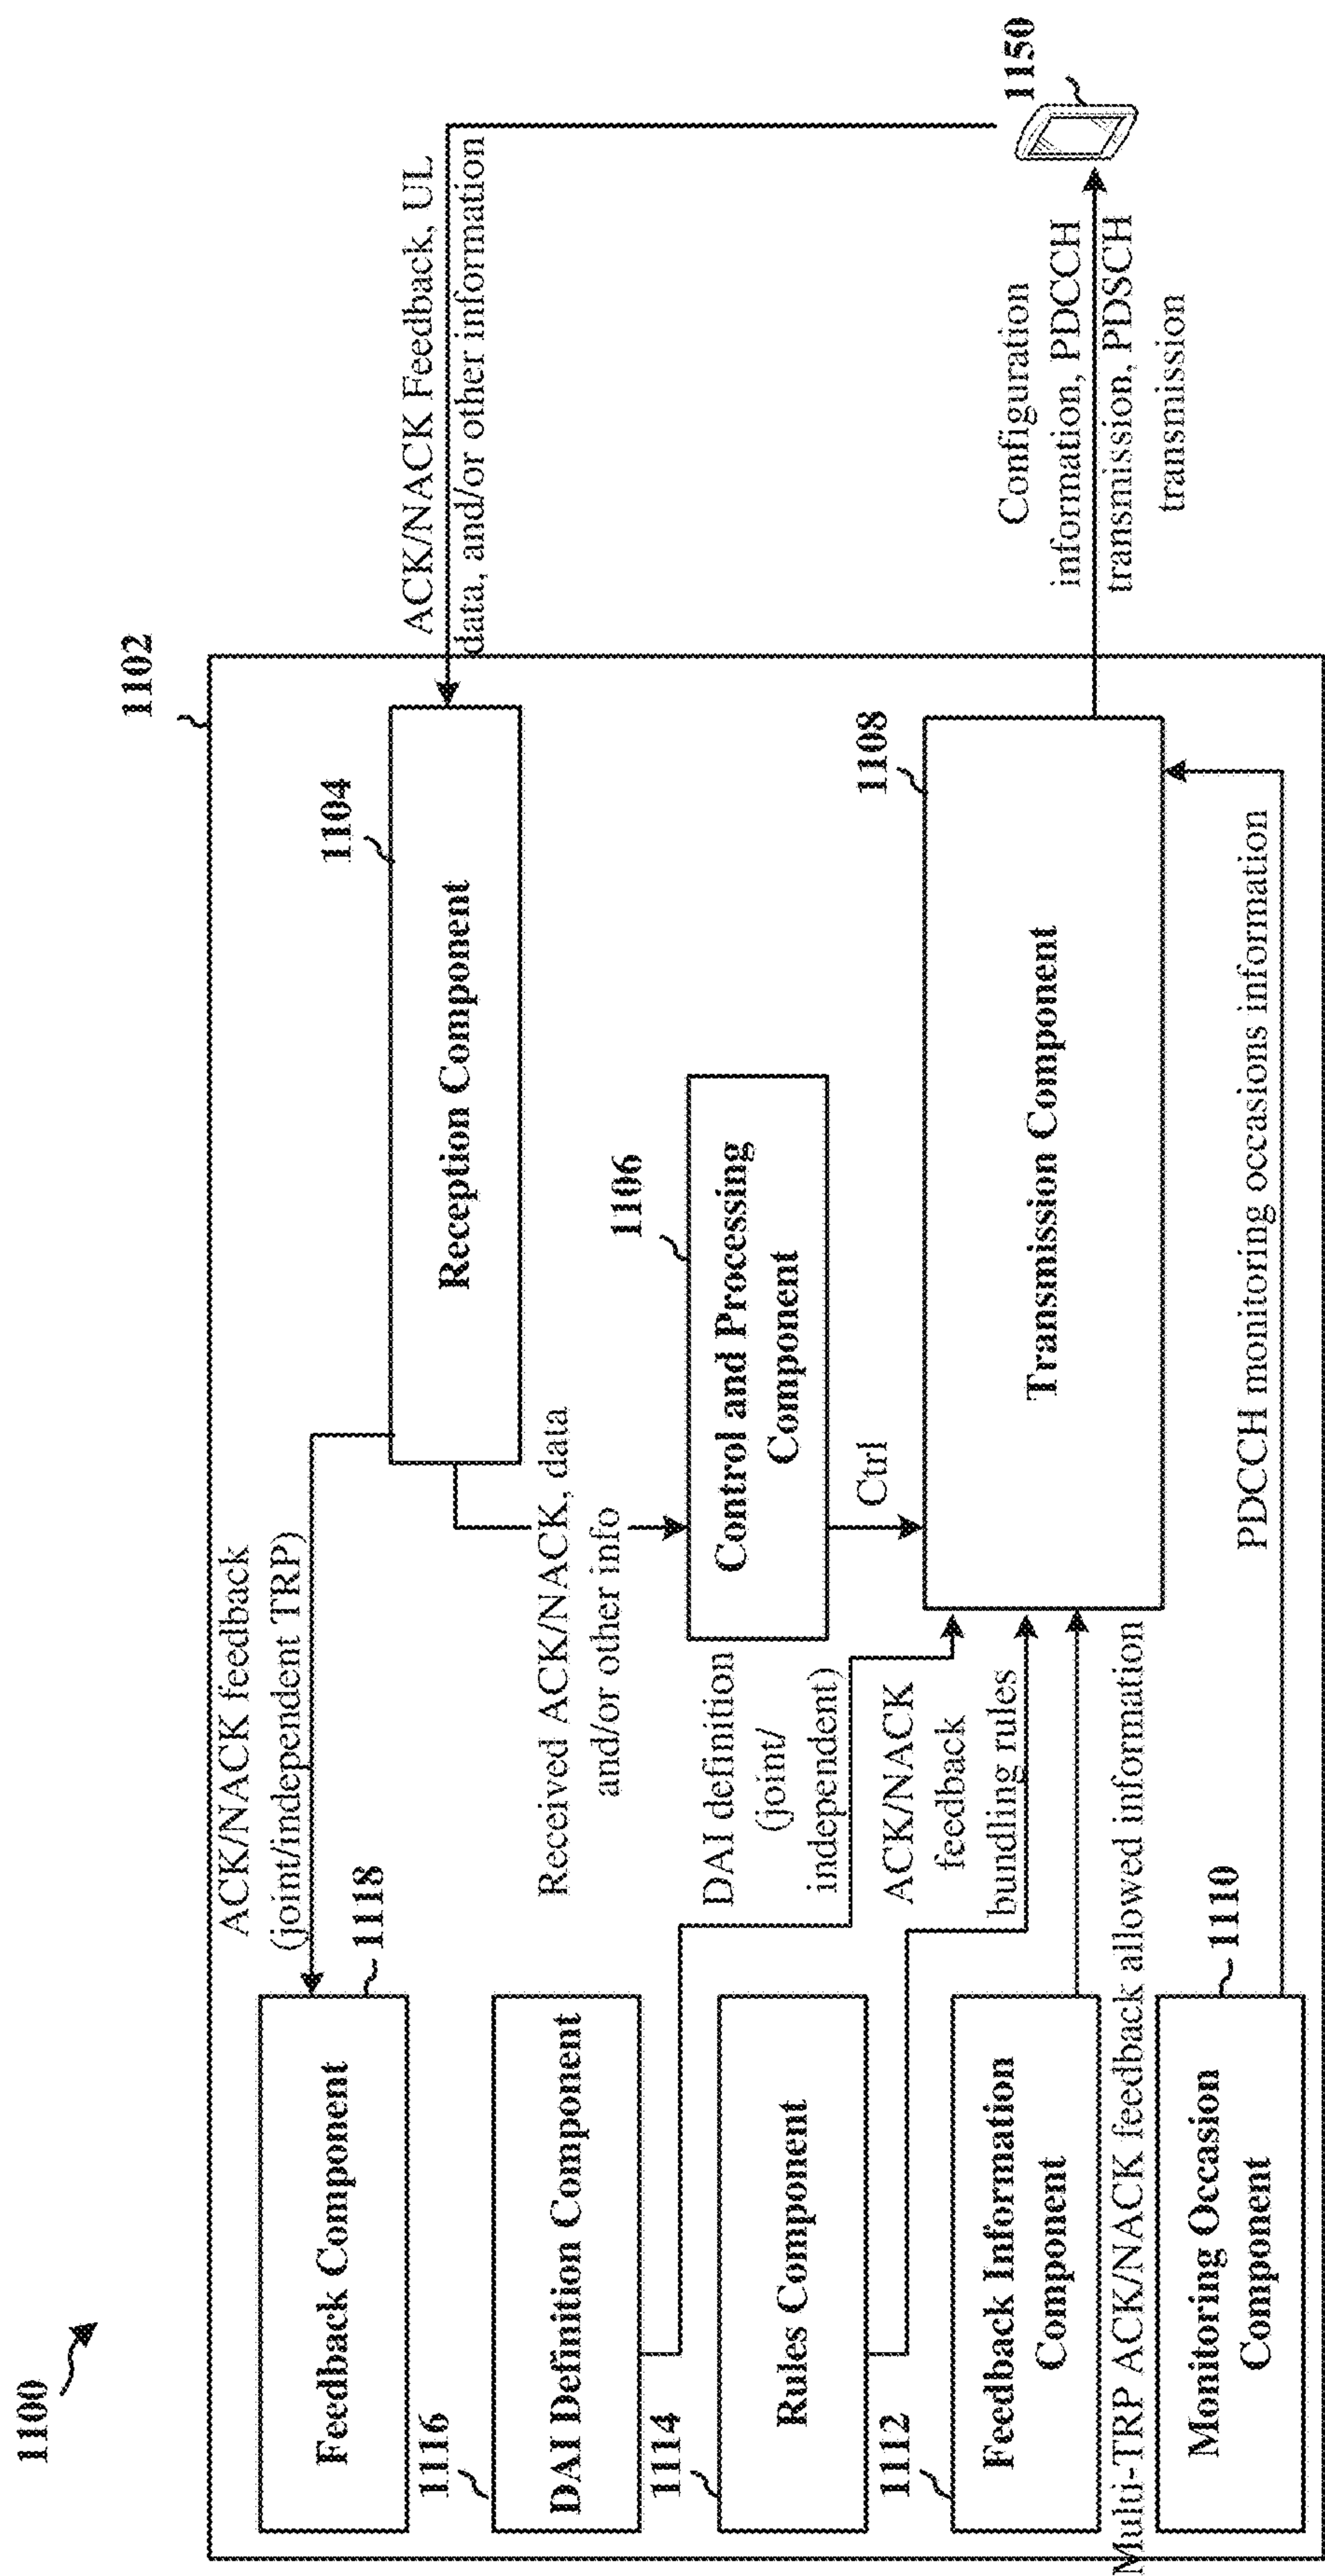 1100
1102
ACK/NACK feedback
(joint/independent TRP)
Feedback Component
1118
1104
Reception Component
ACK/NACK Feedback, UL
data, and/or other information
1116
DAI Definition Component
Received ACK/NACK, data
and/or other info
1106
Control and Processing
Component
Ctrl
1114
Rules Component
DAI definition
(joint/
independent)
ACK/NACK
feedback
bundling rules
1108
Transmission Component
1150
Configuration
information, PDCCH
transmission, PDSCH
transmission
1112
Feedback Information
Component
Multi-TRP ACK/NACK feedback allowed information
Monitoring Occasion
Component
1110
PDCCH monitoring occasions information